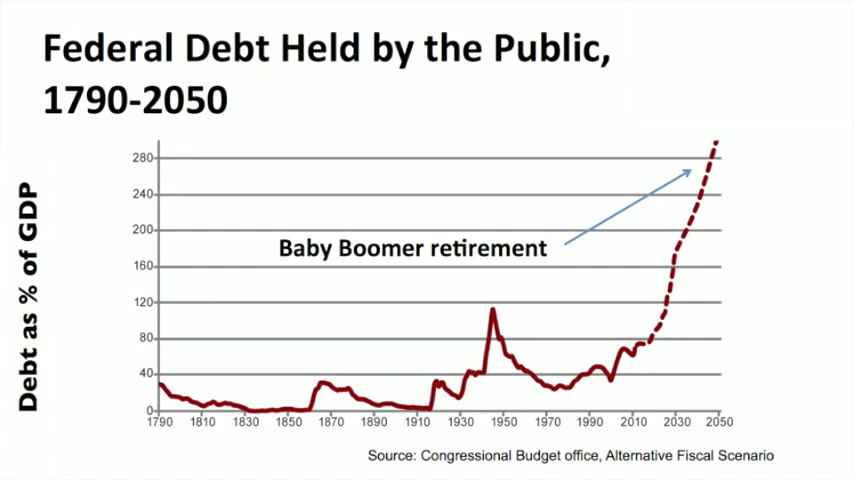 Federal Debt Held by the Public,
1790-2050
Debt as % of GDP
280
240
200
160
120
80
40
0
Baby Boomer retirement
1790 1810 1830 1850 1870 1890 1910 1930 1950 1970 1990 2010 2030 2050
Source: Congressional Budget office, Alternative Fiscal Scenario